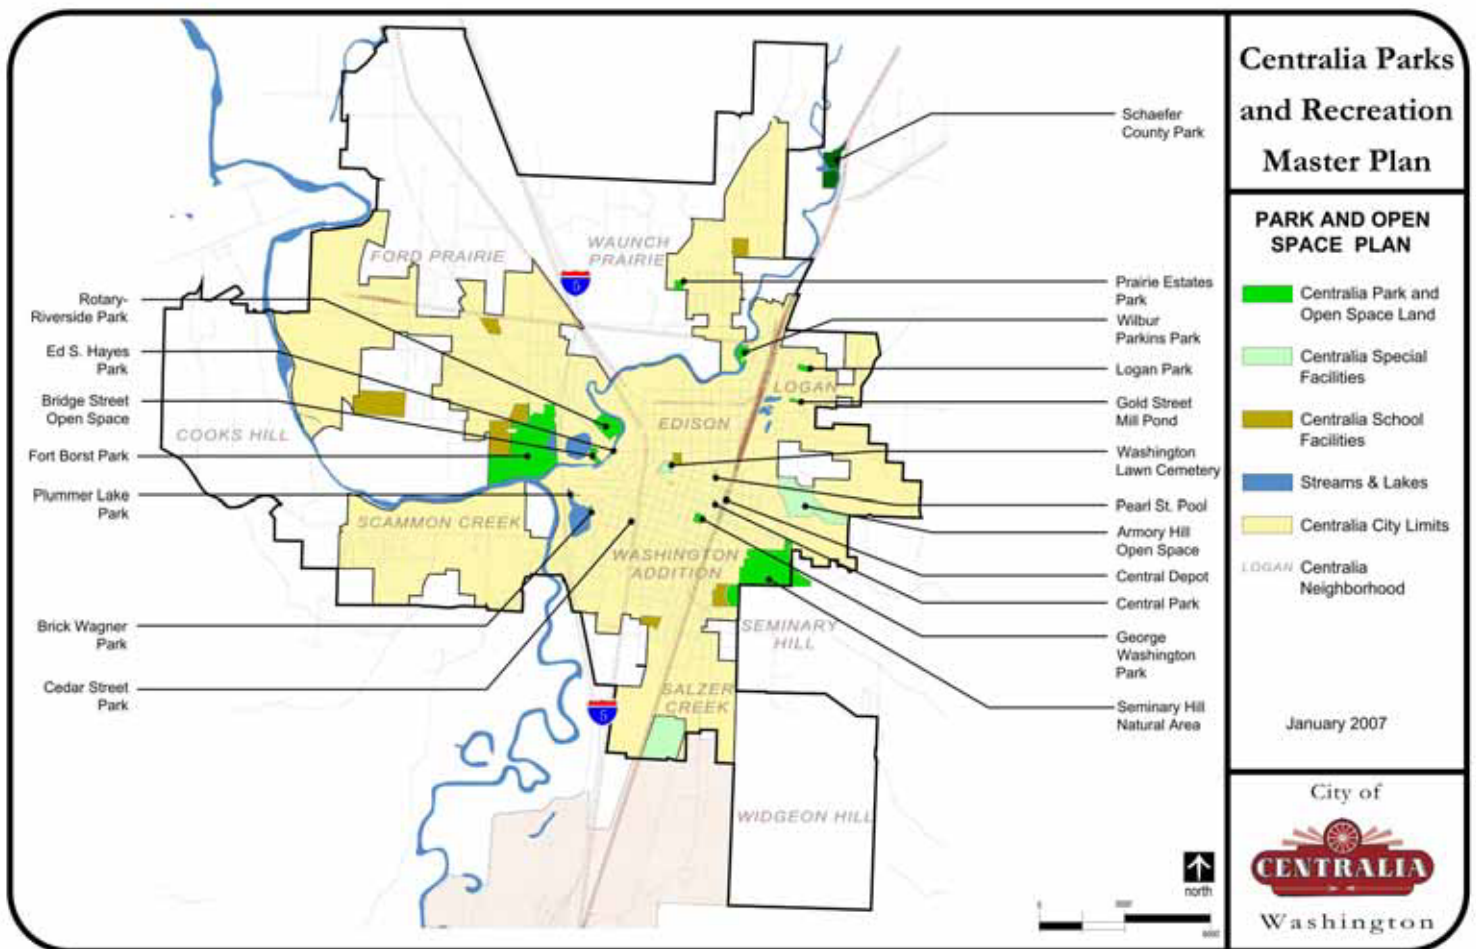 Centralia Parks
and Recreation
Master Plan
PARK AND OPEN
SPACE PLAN
Centralia Park and
Open Space Land
Centralia Special
Facilities
Centralia School
Facilities
Streams & Lakes
Centralia City Limits
LOGAN
Centralia
Neighborhood
January 2007
City of
CENTRALIA
Washington
Rotary-
Riverside Park
Ed S. Hayes
Park
Bridge Street
Open Space
Fort Borst Park
Plummer Lake
Park
Brick Wagner
Park
Cedar Street
Park
FORD PRAIRIE
WAUNCH
PRAIRIE
5
COOKS HILL
LOGAN
EDISON
SCAMMON CREEK
WASHINGTON
ADDITION
SEMINARY
HILL
SALZER
CREEK
5
WIDGEON HILL
Schaefer
County Park
Prairie Estates
Park
Wilbur
Parkins Park
Logan Park
Gold Street
Mill Pond
Washington
Lawn Cemetery
Pearl St. Pool
Armory Hill
Open Space
Central Depot
Central Park
George
Washington
Park
Seminary Hill
Natural Area
north